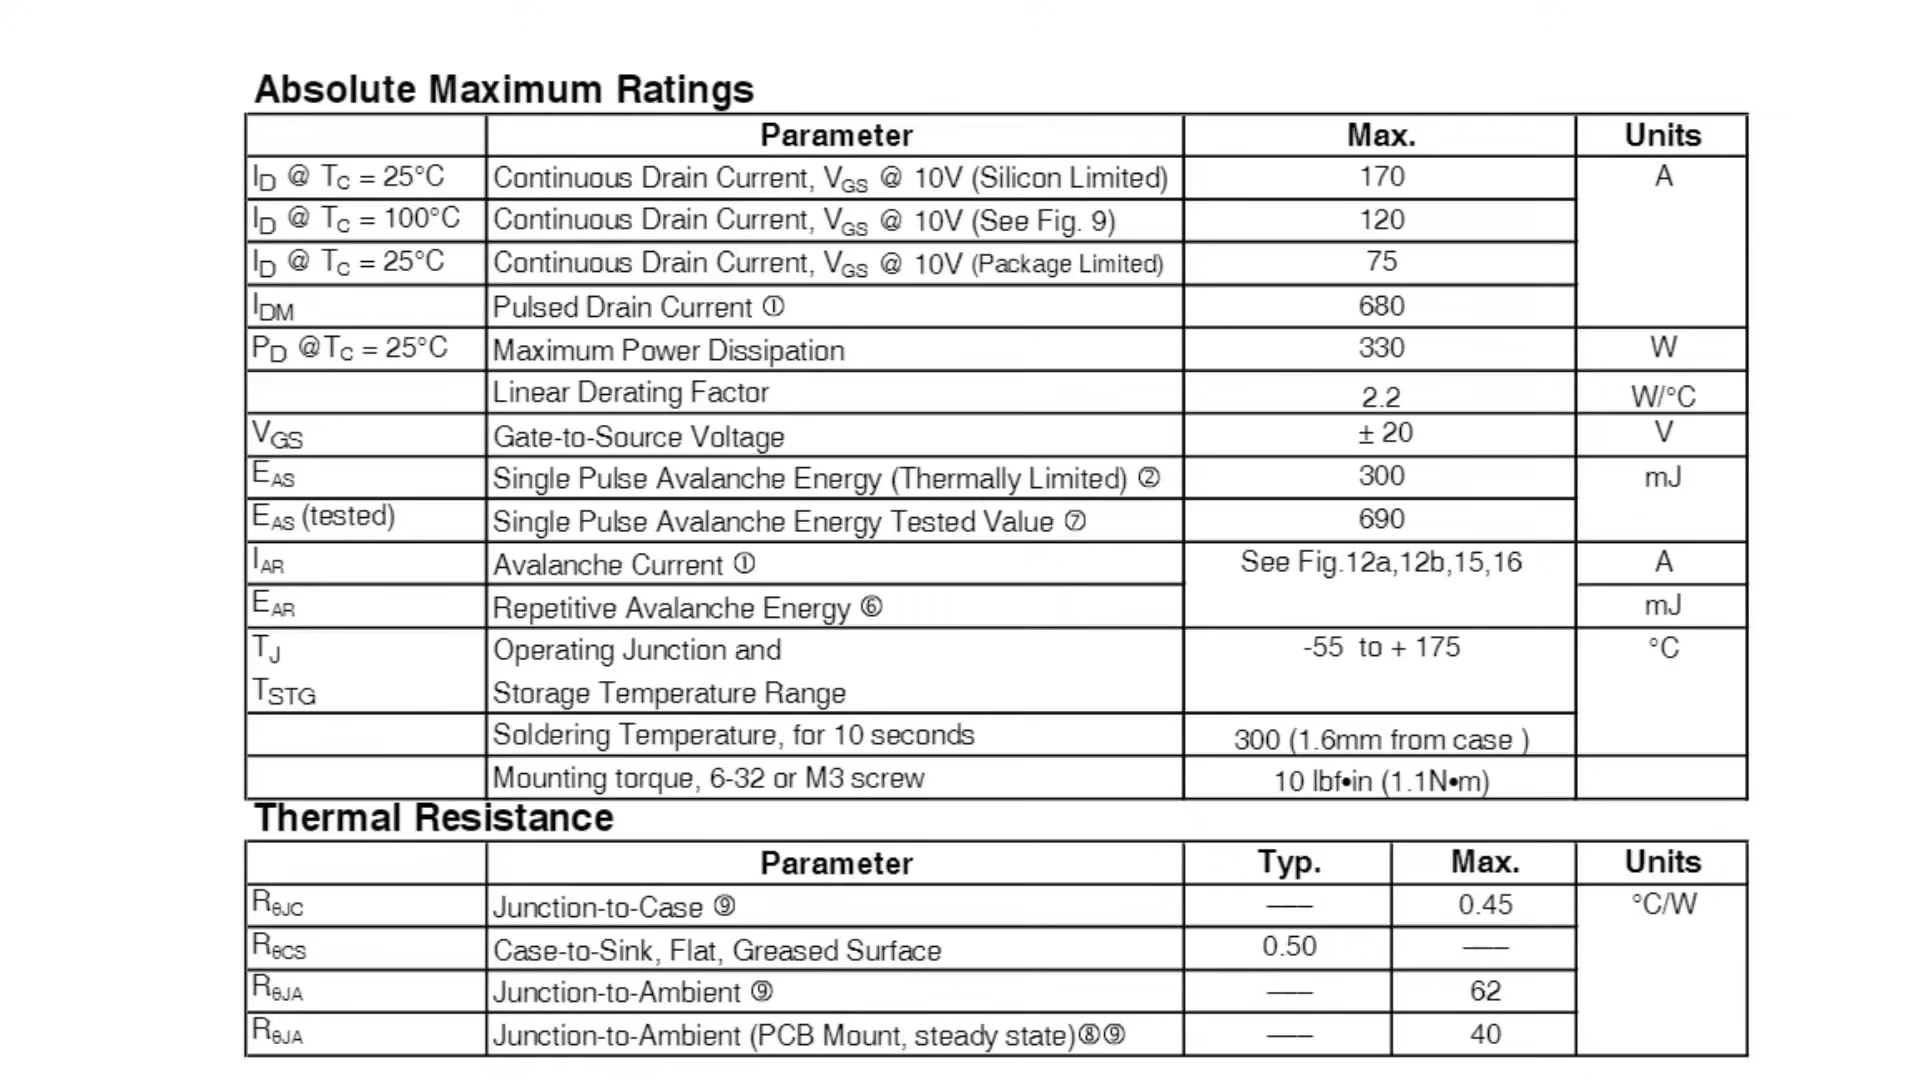 Absolute Maximum Ratings
Parameter Max. Units
ID @ TC = 25°C Continuous Drain Current, VGS @ 10V (Silicon Limited) 170 A
ID @ TC = 100°C Continuous Drain Current, VGS @ 10V (See Fig. 9) 120
ID @ TC = 25°C Continuous Drain Current, VGS @ 10V (Package Limited) 75
IDM Pulsed Drain Current ① 680
PD @TC = 25°C Maximum Power Dissipation 330 W
Linear Derating Factor 2.2 W/°C
VGS Gate-to-Source Voltage ± 20 V
EAS Single Pulse Avalanche Energy (Thermally Limited) ② 300 mJ
EAS (tested) Single Pulse Avalanche Energy Tested Value ⑦ 690
IAR Avalanche Current ① See Fig.12a,12b,15,16 A
EAR Repetitive Avalanche Energy ⑥ mJ
TJ Operating Junction and -55 to + 175 °C
TSTG Storage Temperature Range
Soldering Temperature, for 10 seconds 300 (1.6mm from case )
Mounting torque, 6-32 or M3 screw 10 lbf•in (1.1N•m)
Thermal Resistance
Parameter Typ. Max. Units
RθJC Junction-to-Case ⑨ ––– 0.45 °C/W
RθCS Case-to-Sink, Flat, Greased Surface 0.50 –––
RθJA Junction-to-Ambient ⑨ ––– 62
RθJA Junction-to-Ambient (PCB Mount, steady state)⑧⑨ ––– 40